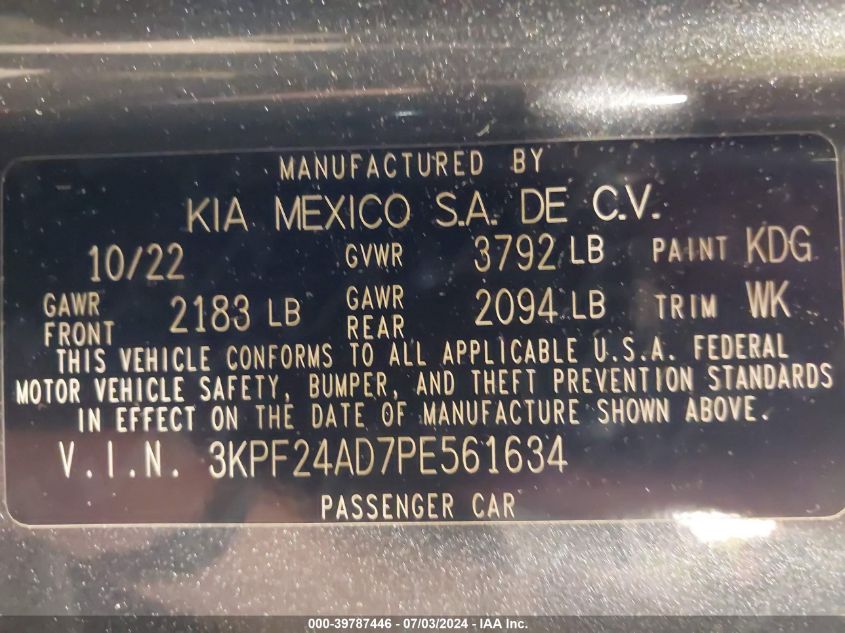 MANUFACTURED BY
KIA MEXICO S.A. DE C.V.
10/22 GVWR 3792 LB PAINT KDG
GAWR FRONT 2183 LB GAWR REAR 2094 LB TRIM WK
THIS VEHICLE CONFORMS TO ALL APPLICABLE U.S.A. FEDERAL
MOTOR VEHICLE SAFETY, BUMPER, AND THEFT PREVENTION STANDARDS
IN EFFECT ON THE DATE OF MANUFACTURE SHOWN ABOVE.
V.I.N. 3KPF24AD7PE561634
PASSENGER CAR
000-39787446 - 07/03/2024 - IAA Inc.